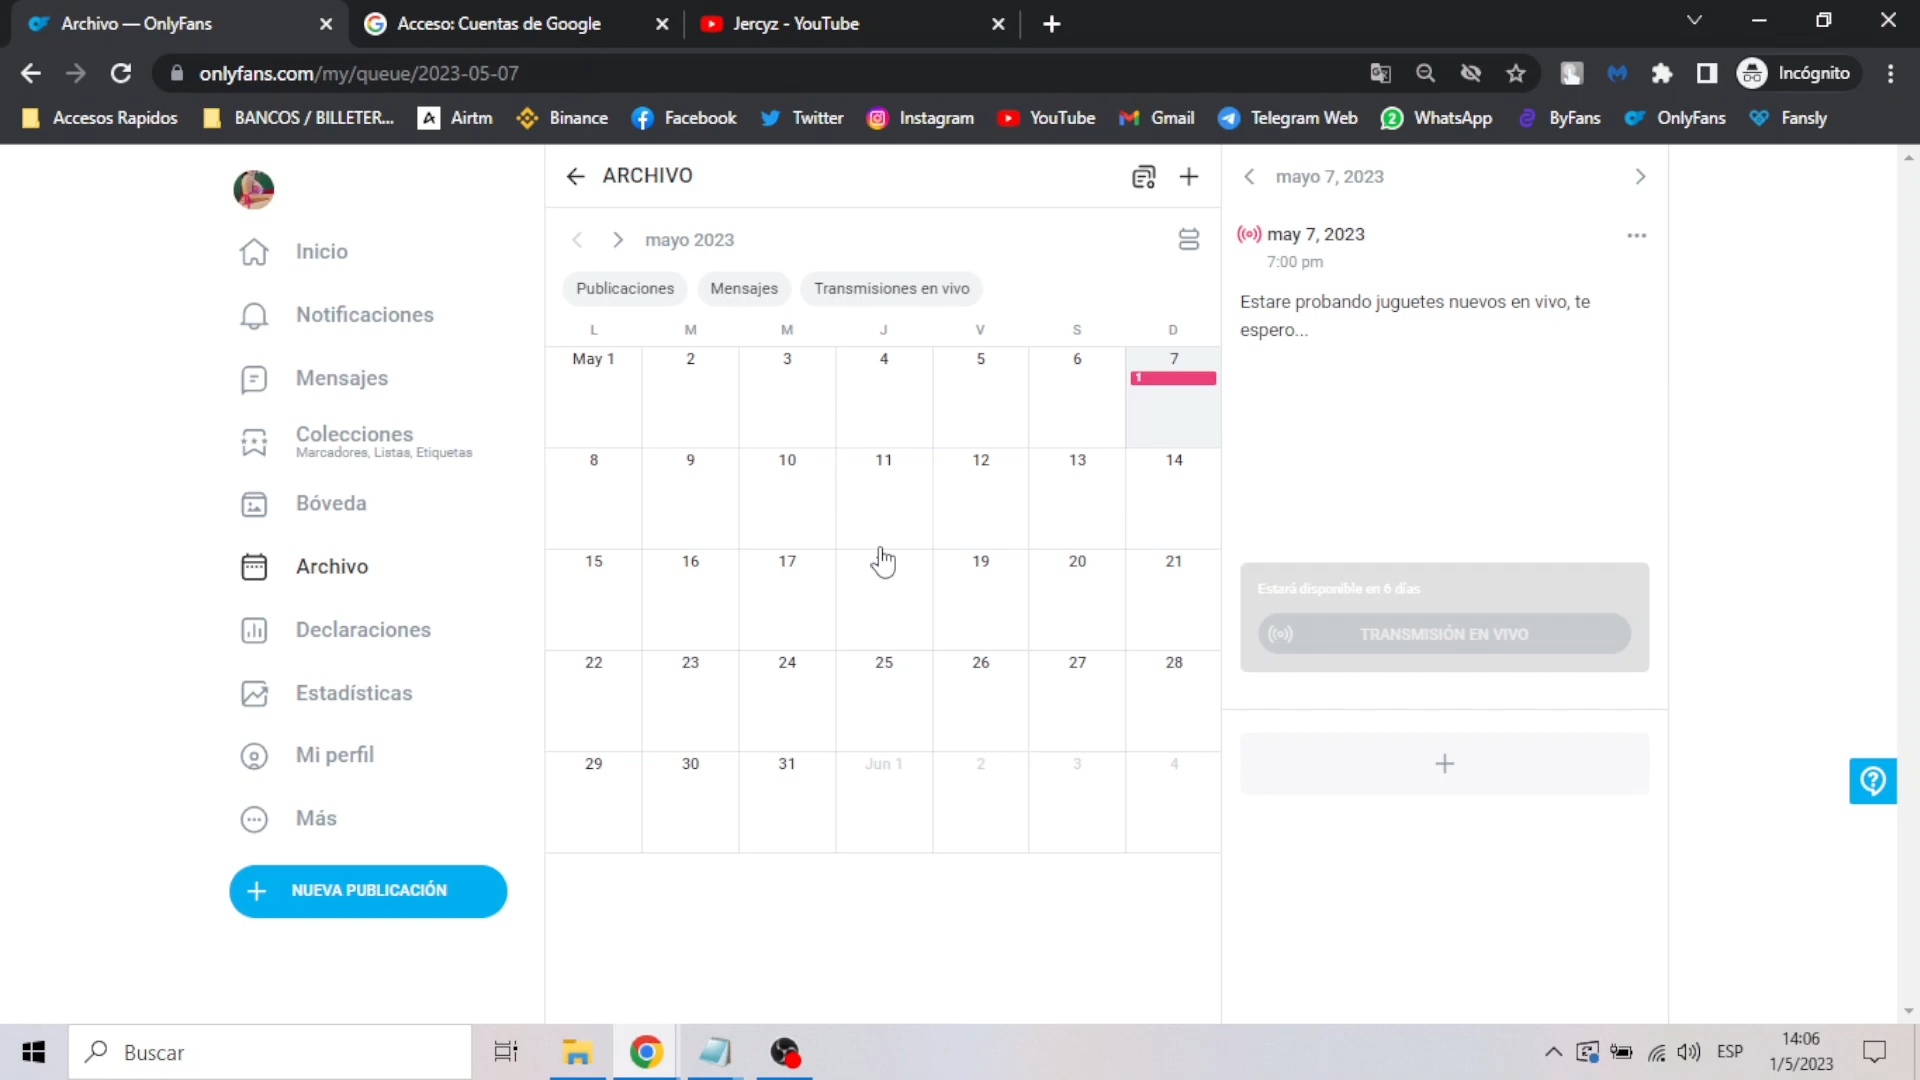 Archivo — OnlyFans
Acceso: Cuentas de Google
Jercyz - YouTube
onlyfans.com/my/queue/2023-05-07
Incógnito
Accesos Rapidos
BANCOS / BILLETER...
Airtm
Binance
Facebook
Twitter
Instagram
YouTube
Gmail
Telegram Web
2
WhatsApp
ByFans
OnlyFans
Fansly
Inicio
Notificaciones
Mensajes
Colecciones
Marcadores, Listas, Etiquetas
Bóveda
Archivo
Declaraciones
Estadísticas
Mi perfil
Más
NUEVA PUBLICACIÓN
ARCHIVO
mayo 2023
Publicaciones
Mensajes
Transmisiones en vivo
L M M J V S D
May 1 2 3 4 5 6 7
1
8 9 10 11 12 13 14
15 16 17 19 20 21
22 23 24 25 26 27 28
29 30 31 Jun 1 2 3 4
mayo 7, 2023
may 7, 2023
7:00 pm
Estare probando juguetes nuevos en vivo, te
espero...
Estará disponible en 6 días
TRANSMISIÓN EN VIVO
Buscar
ESP
14:06
1/5/2023